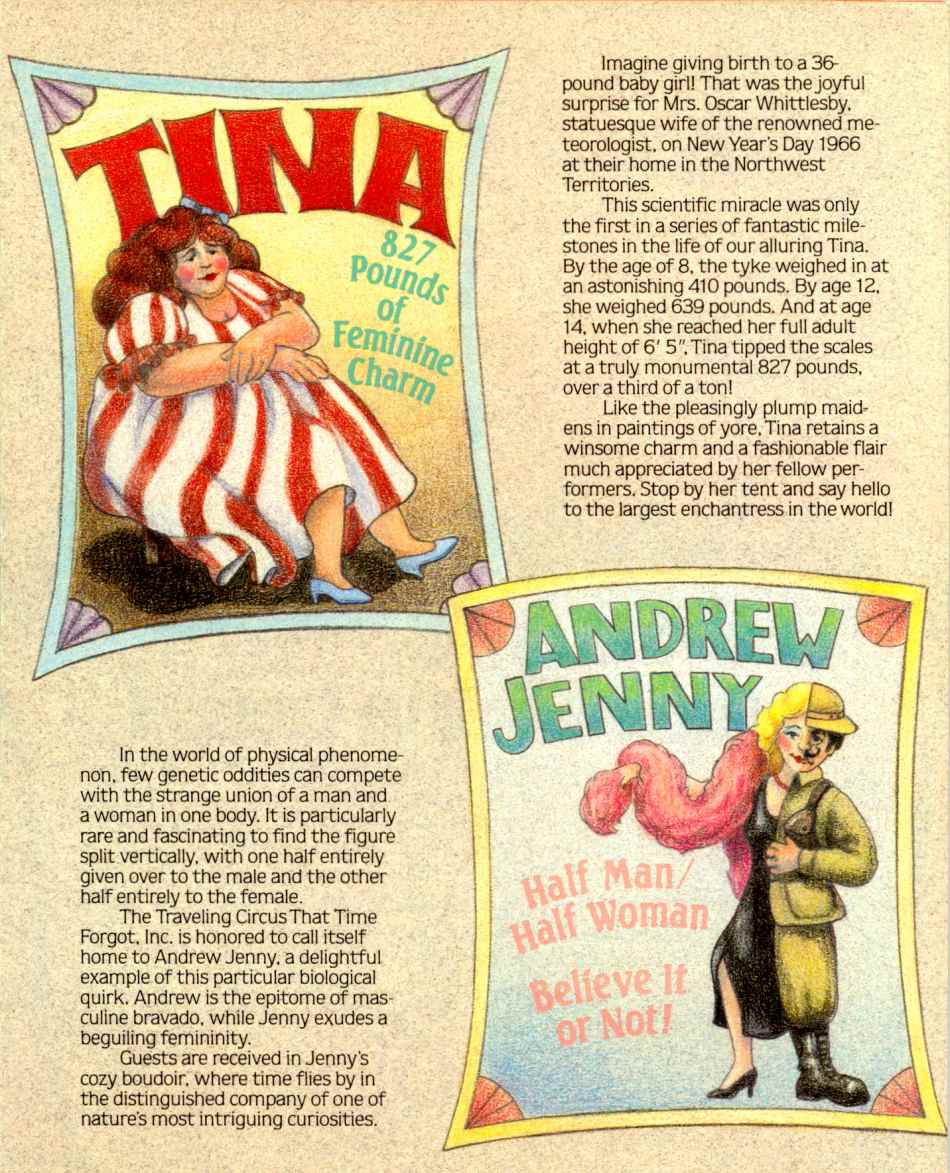 TINA
827
Pounds
of
Feminine
Charm
Imagine giving birth to a 36-
pound baby girl! That was the joyful
surprise for Mrs. Oscar Whittlesby,
statuesque wife of the renowned me-
teorologist, on New Year's Day 1966
at their home in the Northwest
Territories.
This scientific miracle was only
the first in a series of fantastic mile-
stones in the life of our alluring Tina.
By the age of 8, the tyke weighed in at
an astonishing 410 pounds. By age 12,
she weighed 639 pounds. And at age
14, when she reached her full adult
height of 6' 5", Tina tipped the scales
at a truly monumental 827 pounds,
over a third of a ton!
Like the pleasingly plump maid-
ens in paintings of yore, Tina retains a
winsome charm and a fashionable flair
much appreciated by her fellow per-
formers. Stop by her tent and say hello
to the largest enchantress in the world!
ANDREW
JENNY
Half Man/
Half Woman
Believe It
or Not!
In the world of physical phenome-
non, few genetic oddities can compete
with the strange union of a man and
a woman in one body. It is particularly
rare and fascinating to find the figure
split vertically, with one half entirely
given over to the male and the other
half entirely to the female.
The Traveling Circus That Time
Forgot, Inc. is honored to call itself
home to Andrew Jenny, a delightful
example of this particular biological
quirk. Andrew is the epitome of mas-
culine bravado, while Jenny exudes a
beguiling femininity.
Guests are received in Jenny's
cozy boudoir, where time flies by in
the distinguished company of one of
nature's most intriguing curiosities.